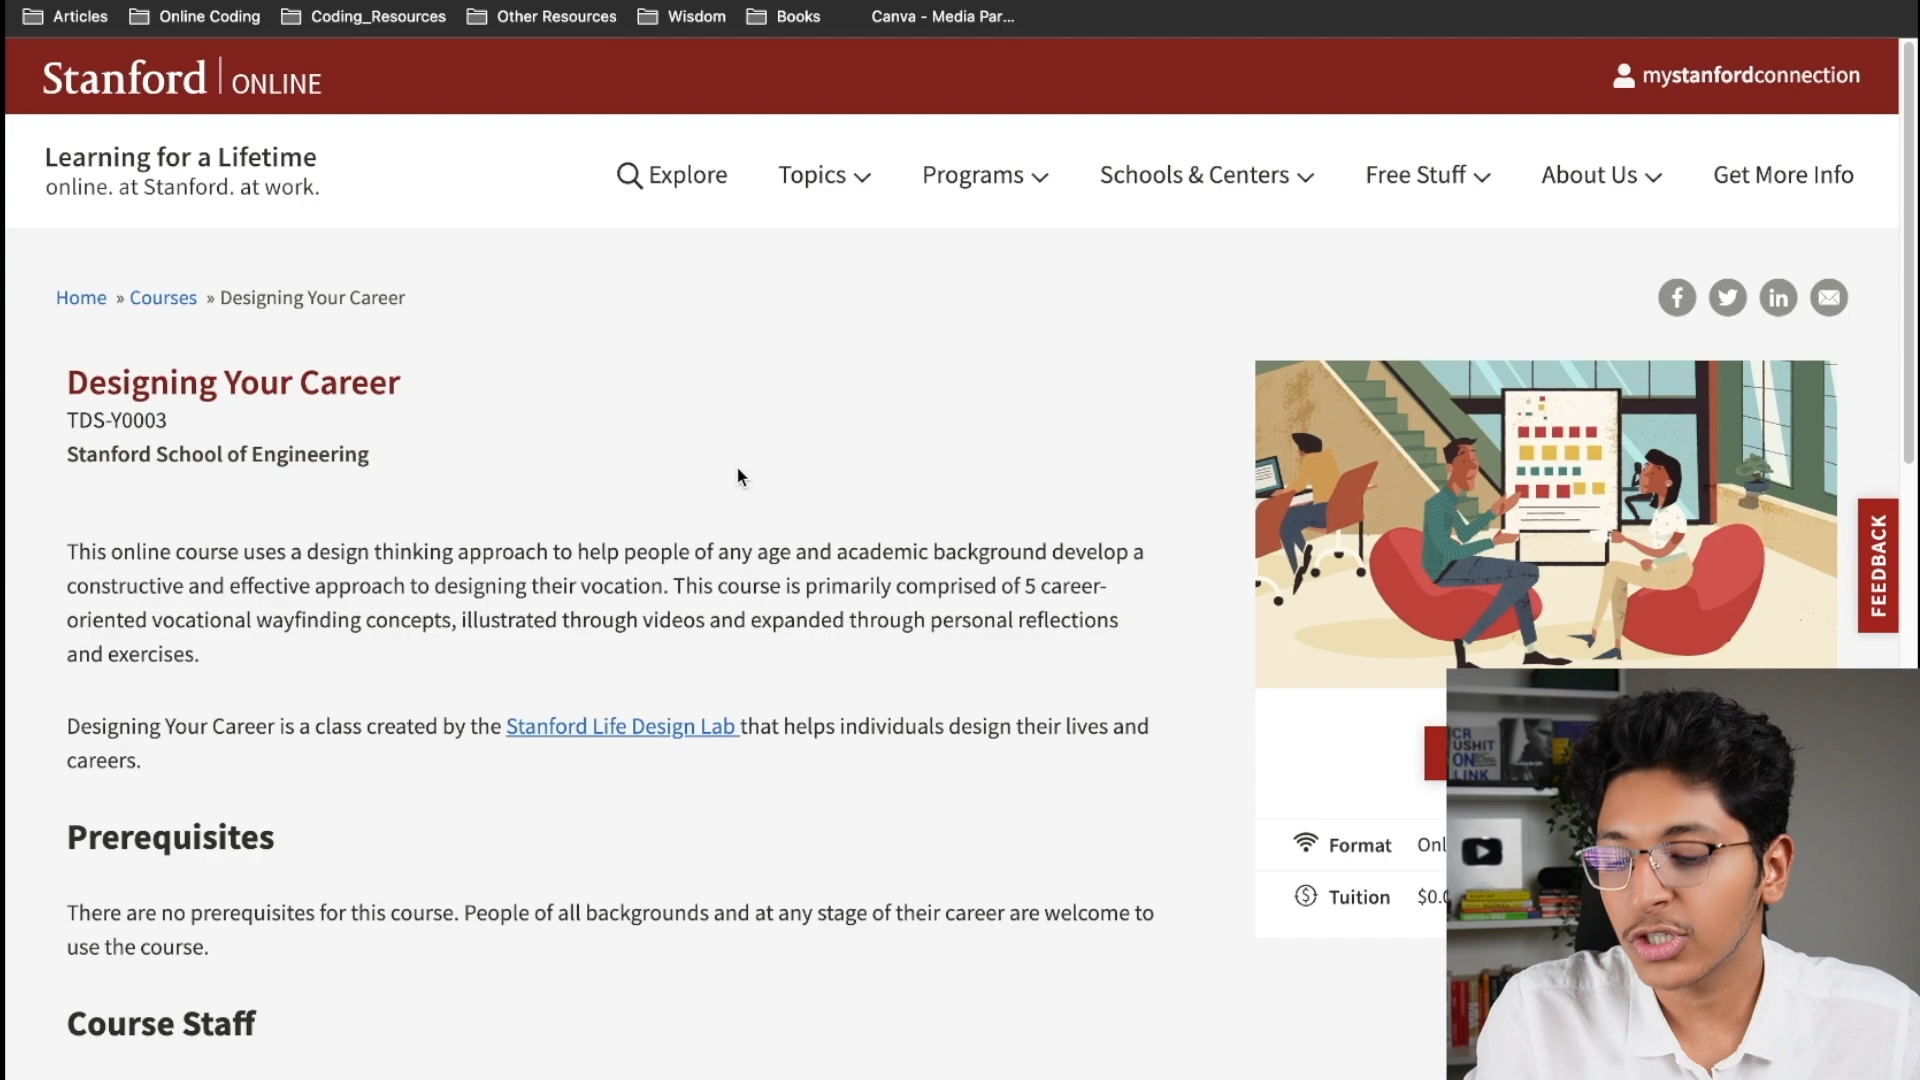 Articles Online Coding Coding_Resources Other Resources Wisdom Books Canva - Media Par...
Stanford ONLINE
mystanfordconnection
Learning for a Lifetime
online. at Stanford. at work.
Explore Topics Programs Schools & Centers Free Stuff About Us Get More Info
Home » Courses » Designing Your Career
Designing Your Career
TDS-Y0003
Stanford School of Engineering
This online course uses a design thinking approach to help people of any age and academic background develop a
constructive and effective approach to designing their vocation. This course is primarily comprised of 5 career-
oriented vocational wayfinding concepts, illustrated through videos and expanded through personal reflections
and exercises.
Designing Your Career is a class created by the Stanford Life Design Lab that helps individuals design their lives and
careers.
Prerequisites
There are no prerequisites for this course. People of all backgrounds and at any stage of their career are welcome to
use the course.
Course Staff
FEEDBACK
Format Onl
Tuition $0.0
CR
USHIT
ON
LINK